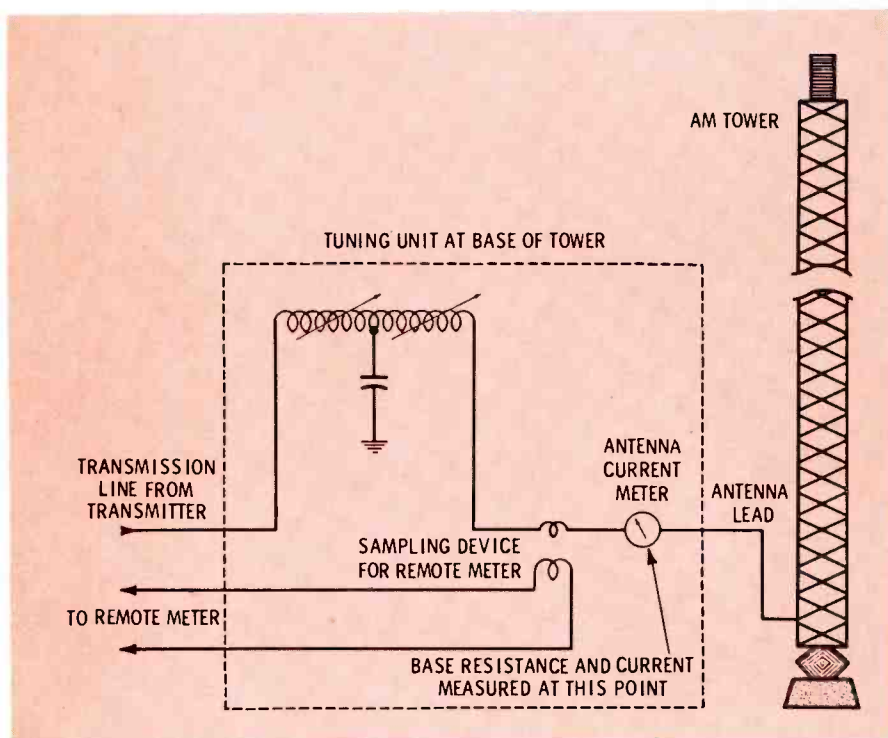 AM TOWER
TUNING UNIT AT BASE OF TOWER
TRANSMISSION
LINE FROM
TRANSMITTER
ANTENNA
CURRENT
METER
ANTENNA
LEAD
SAMPLING DEVICE
FOR REMOTE METER
TO REMOTE METER
BASE RESISTANCE AND CURRENT
MEASURED AT THIS POINT